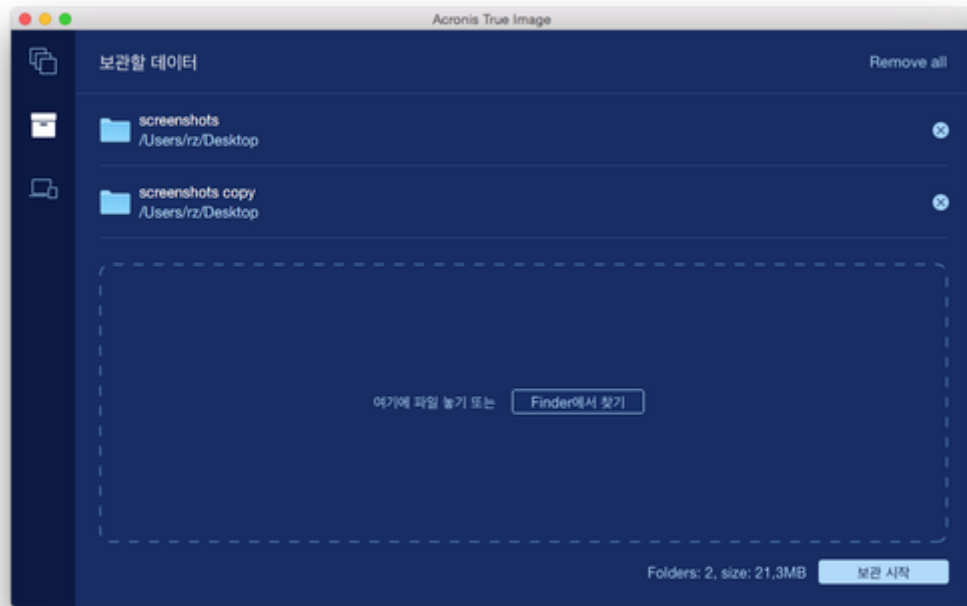 Acronis True Image
보관할 데이터
Remove all
screenshots
/Users/rz/Desktop
screenshots copy
/Users/rz/Desktop
여기에 파일 놓기 또는 Finder에서 찾기
Folders: 2, size: 21,3MB 보관 시작